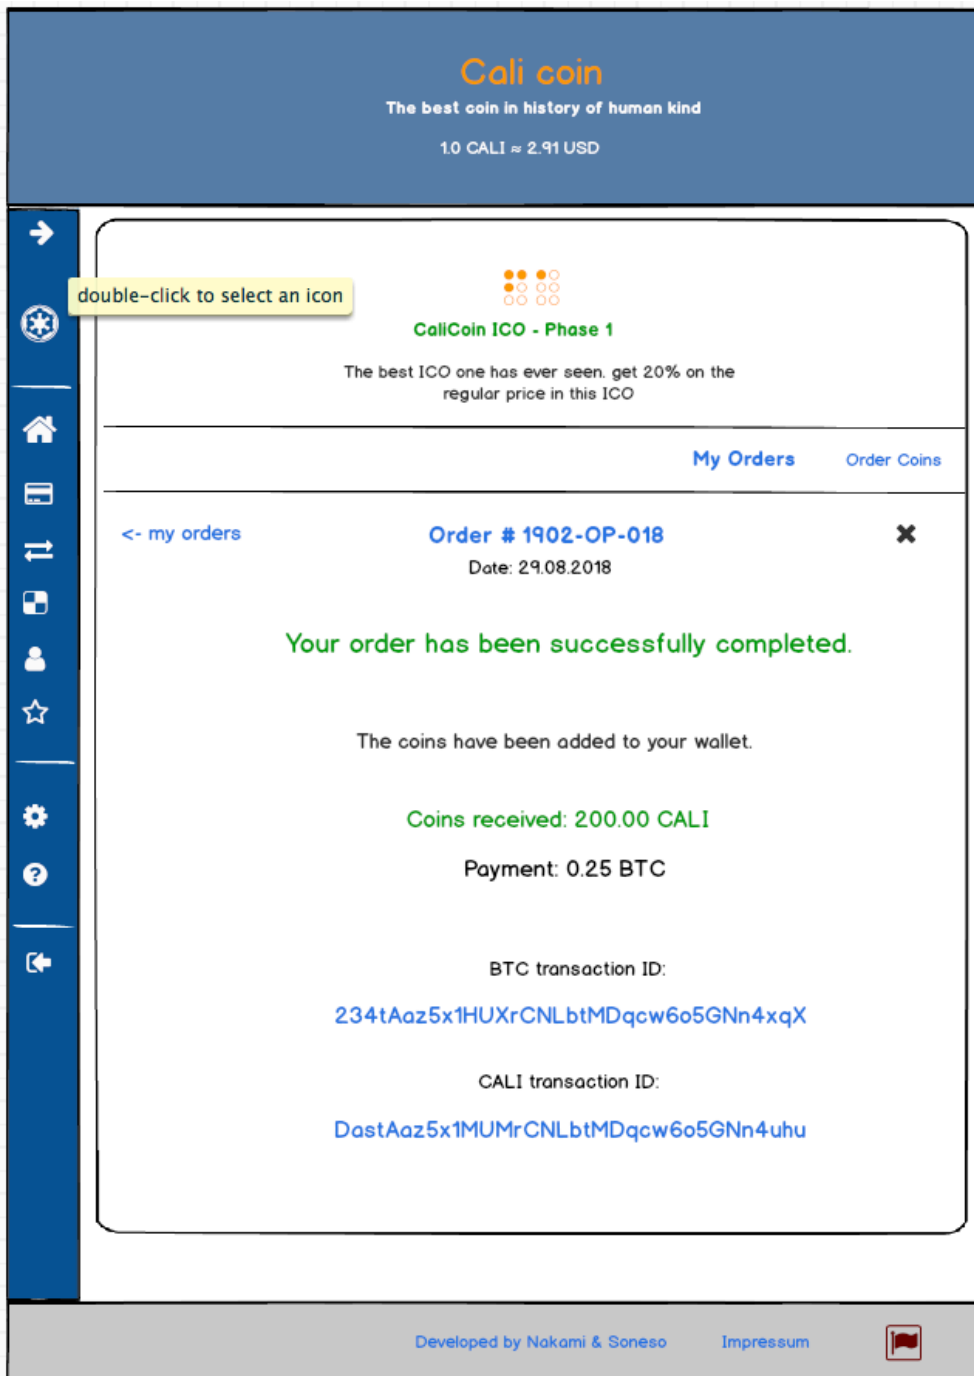 Cali coin
The best coin in history of human kind
1.0 CALI ≈ 2.91 USD
double-click to select an icon
CaliCoin ICO - Phase 1
The best ICO one has ever seen. get 20% on the
regular price in this ICO
My Orders Order Coins
<- my orders Order # 1902-OP-018
Date: 29.08.2018
Your order has been successfully completed.
The coins have been added to your wallet.
Coins received: 200.00 CALI
Payment: 0.25 BTC
BTC transaction ID:
234tAaz5x1HUXrCNLbtMDqcw6o5GNn4xqX
CALI transaction ID:
DastAaz5x1MUMrCNLbtMDqcw6o5GNn4uhu
Developed by Nakami & Soneso Impressum